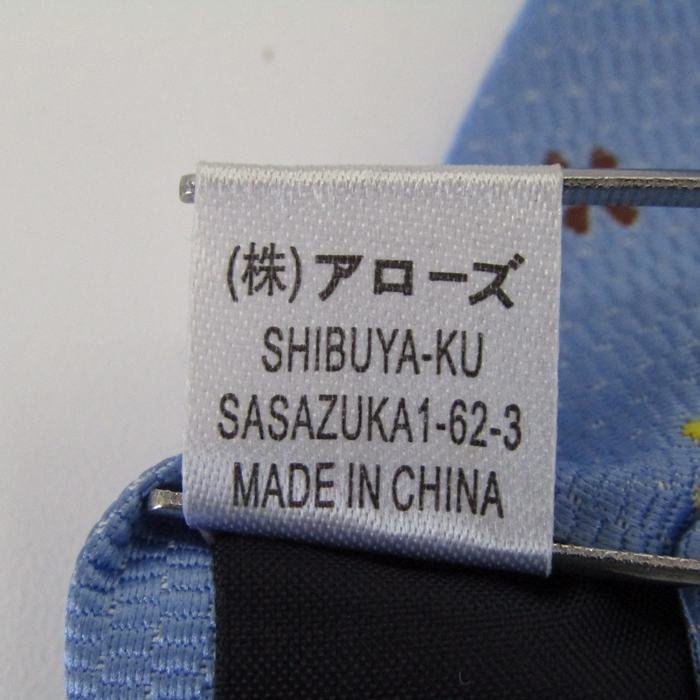 (株)アローズ
SHIBUYA-KU
SASAZUKA1-62-3
MADE IN CHINA